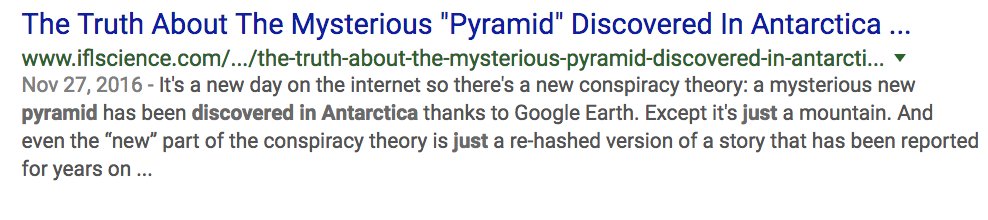 The Truth About The Mysterious "Pyramid" Discovered In Antarctica ...
www.iflscience.com/.../the-truth-about-the-mysterious-pyramid-discovered-in-antarcti...
Nov 27, 2016 - It's a new day on the internet so there's a new conspiracy theory: a mysterious new
pyramid has been discovered in Antarctica thanks to Google Earth. Except it's just a mountain. And
even the “new” part of the conspiracy theory is just a re-hashed version of a story that has been reported
for years on ...